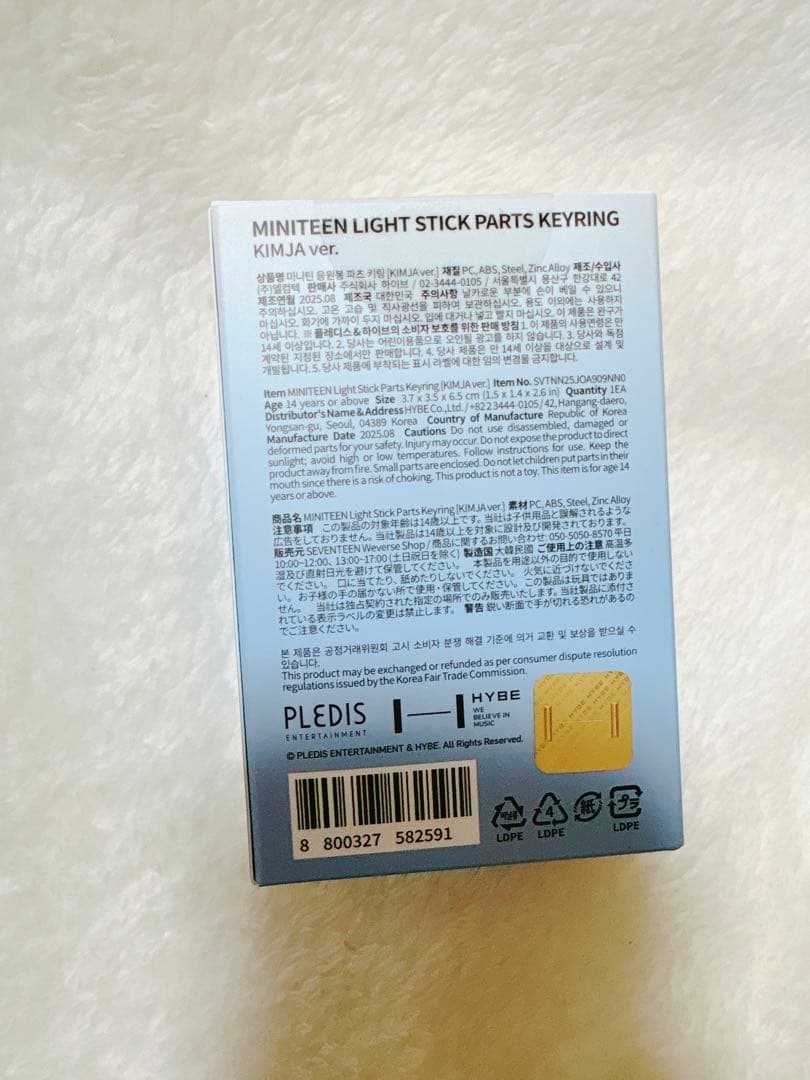 MINITEEN LIGHT STICK PARTS KEYRING
KIMJA ver.
상품명 미니틴 응원봉 파츠 키링 [KIMJA ver.] 재질 PC, ABS, Steel, Zinc Alloy 제조/수입사
(주)엘컴텍 판매사 주식회사 하이브 / 02-3444-0105 / 서울특별시 용산구 한강대로 42
제조연월 2025.08 제조국 대한민국 주의사항 날카로운 부분에 손이 베일 수 있으니
주의하십시오. 고온 고습 및 직사광선을 피하여 보관하십시오. 용도 이외에는 사용하지
마십시오. 화기에 가까이 두지 마십시오. 입에 대거나 넣고 빨지 마십시오. 이 제품은 완구가
아닙니다. ※ 플레디스&하이브의 소비자 보호를 위한 판매 방침 1. 이 제품의 사용연령은 만
14세 이상입니다. 2. 당사는 어린이용품으로 오인될 광고를 하지 않습니다. 3. 당사와 독점
계약된 지정된 장소에서만 판매합니다. 4. 당사 제품은 만 14세 이상을 대상으로 설계 및
개발됩니다. 5. 당사 제품에 부착되는 표시 라벨에 대한 임의 변경을 금지합니다.
Item MINITEEN Light Stick Parts Keyring [KIMJA ver.] Item No. SVTNN25JOA909NN0
Age 14 years or above Size 3.7 x 3.5 x 6.5 cm (1.5 x 1.4 x 2.6 in) Quantity 1EA
Distributor's Name & Address HYBE Co., Ltd. / +82 2 3444-0105 / 42, Hangang-daero,
Yongsan-gu, Seoul, 04389 Korea Country of Manufacture Republic of Korea
Manufacture Date 2025.08 Cautions Do not use disassembled, damaged or
deformed parts for your safety. Injury may occur. Do not expose the product to direct
sunlight; avoid high or low temperatures. Follow instructions for use. Keep the
product away from fire. Small parts are enclosed. Do not let children put parts in their
mouth since there is a risk of choking. This product is not a toy. This item is for age 14
years or above.
商品名 MINITEEN Light Stick Parts Keyring [KIMJA ver.] 素材 PC, ABS, Steel, Zinc Alloy
注意事項 この製品の対象年齢は14歳以上です。当社は子供用品と誤解されるような
広告をしておりません。当社製品は14歳以上を対象に設計及び開発されております。
販売元 SEVENTEEN Weverse Shop / 商品に関するお問い合わせ: 050-5050-8570 平日
10:00~12:00、13:00~17:00 (土日祝日を除く) 製造国 大韓民國 ご使用上の注意 高温多
湿及び直射日光を避けて保管してください。 本製品を用途以外の目的で使用しない
でください。 口に当てたり、舐めたりしないでください。 火気に近づけないでくださ
い。お子様の手の届かない所で使用・保管してください。この製品は玩具ではありま
せん。 当社は独占契約された指定の場所でのみ販売いたします。当社製品に添付さ
れている表示ラベルの変更は禁止します。 警告 鋭い断面で手が切れる恐れがあるの
でご注意ください。
본 제품은 공정거래위원회 고시 소비자 분쟁 해결 기준에 의거 교환 및 보상을 받으실 수
있습니다.
This product may be exchanged or refunded as per consumer dispute resolution
regulations issued by the Korea Fair Trade Commission.
PLEDIS
ENTERTAINMENT
HYBE
WE
BELIEVE IN
MUSIC
© PLEDIS ENTERTAINMENT & HYBE. All Rights Reserved.
8 800327 582591
LDPE
4
LDPE
紙
プラ
LDPE